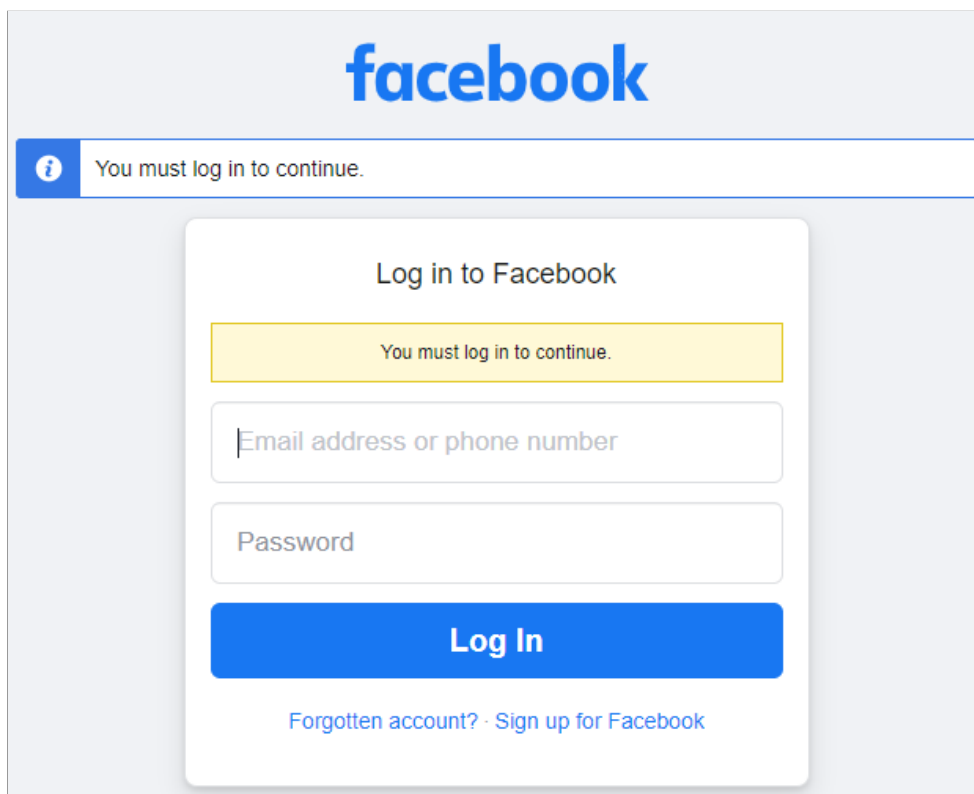 facebook
You must log in to continue.
Log in to Facebook
You must log in to continue.
Email address or phone number
Password
Log In
Forgotten account? · Sign up for Facebook